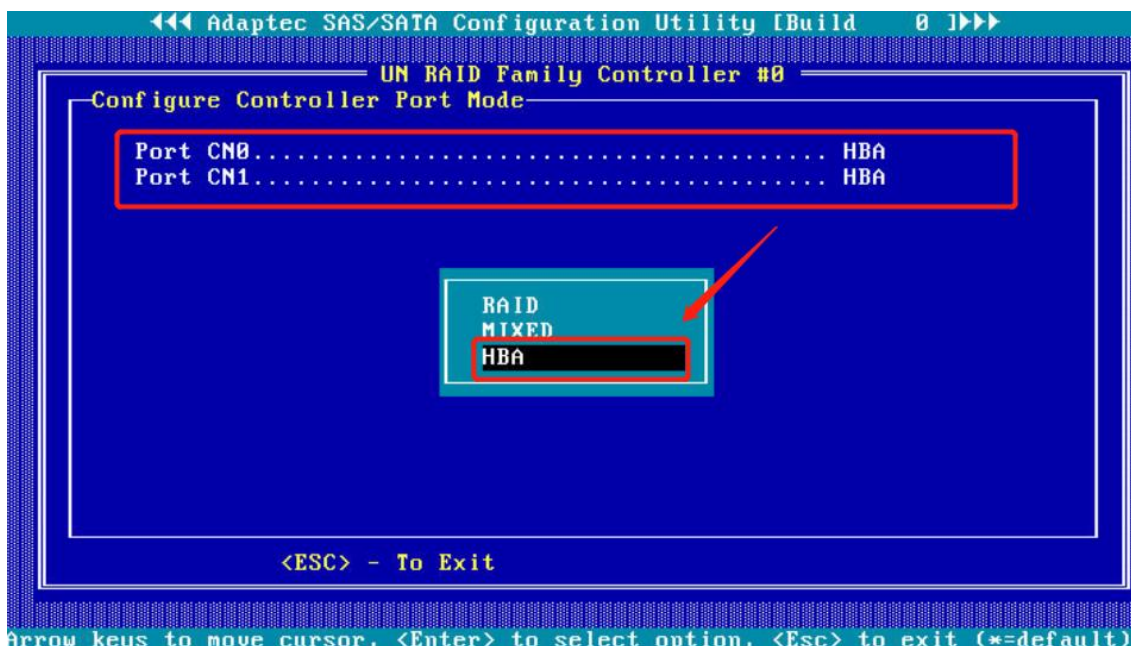 Adaptec SAS/SATA Configuration Utility [Build 0 ]
UN RAID Family Controller #0
Configure Controller Port Mode
Port CN0........................................ HBA
Port CN1........................................ HBA
RAID
MIXED
HBA
<ESC> - To Exit
Arrow keys to move cursor, <Enter> to select option, <Esc> to exit (*=default)